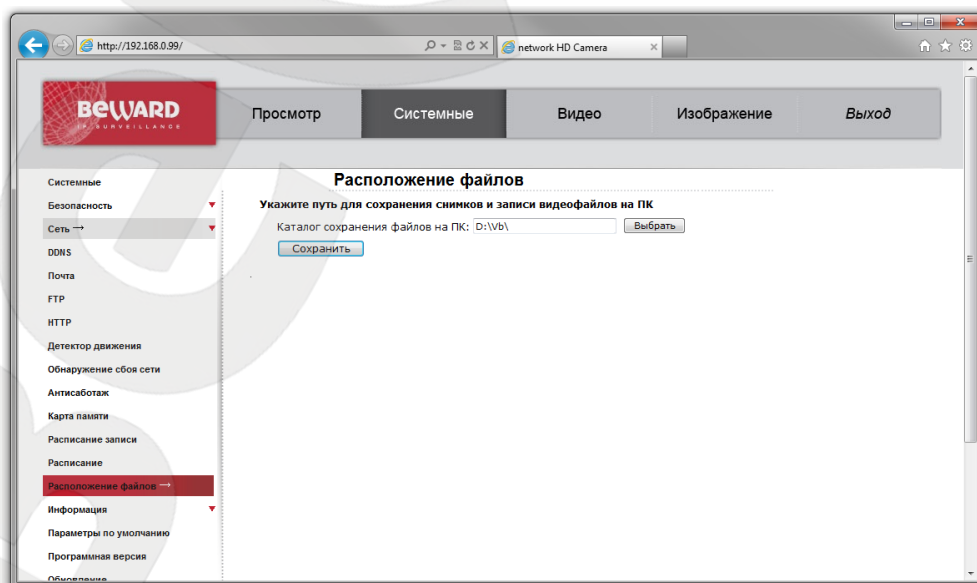 http://192.168.0.99/
network HD Camera
BEWARD
IP SURVEILLANCE
Просмотр
Системные
Видео
Изображение
Выход
Системные
Безопасность
Сеть →
DDNS
Почта
FTP
HTTP
Детектор движения
Обнаружение сбоя сети
Антисаботаж
Карта памяти
Расписание записи
Расписание
Расположение файлов →
Информация
Параметры по умолчанию
Программная версия
Обновление
Расположение файлов
Укажите путь для сохранения снимков и записи видеофайлов на ПК
Каталог сохранения файлов на ПК: D:\Vb\ Выбрать
Сохранить